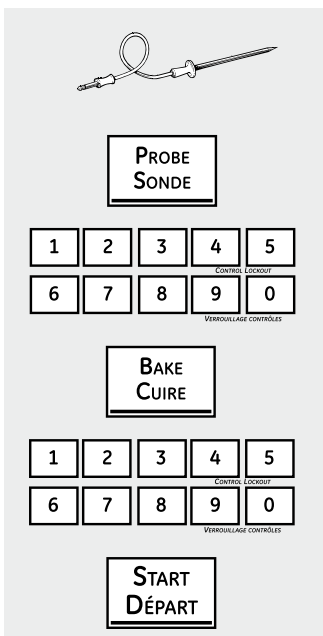 PROBE
SONDE
1 2 3 4 5
CONTROL LOCKOUT
6 7 8 9 0
VERROUILLAGE CONTRÔLES
BAKE
CUIRE
1 2 3 4 5
CONTROL LOCKOUT
6 7 8 9 0
VERROUILLAGE CONTRÔLES
START
DÉPART